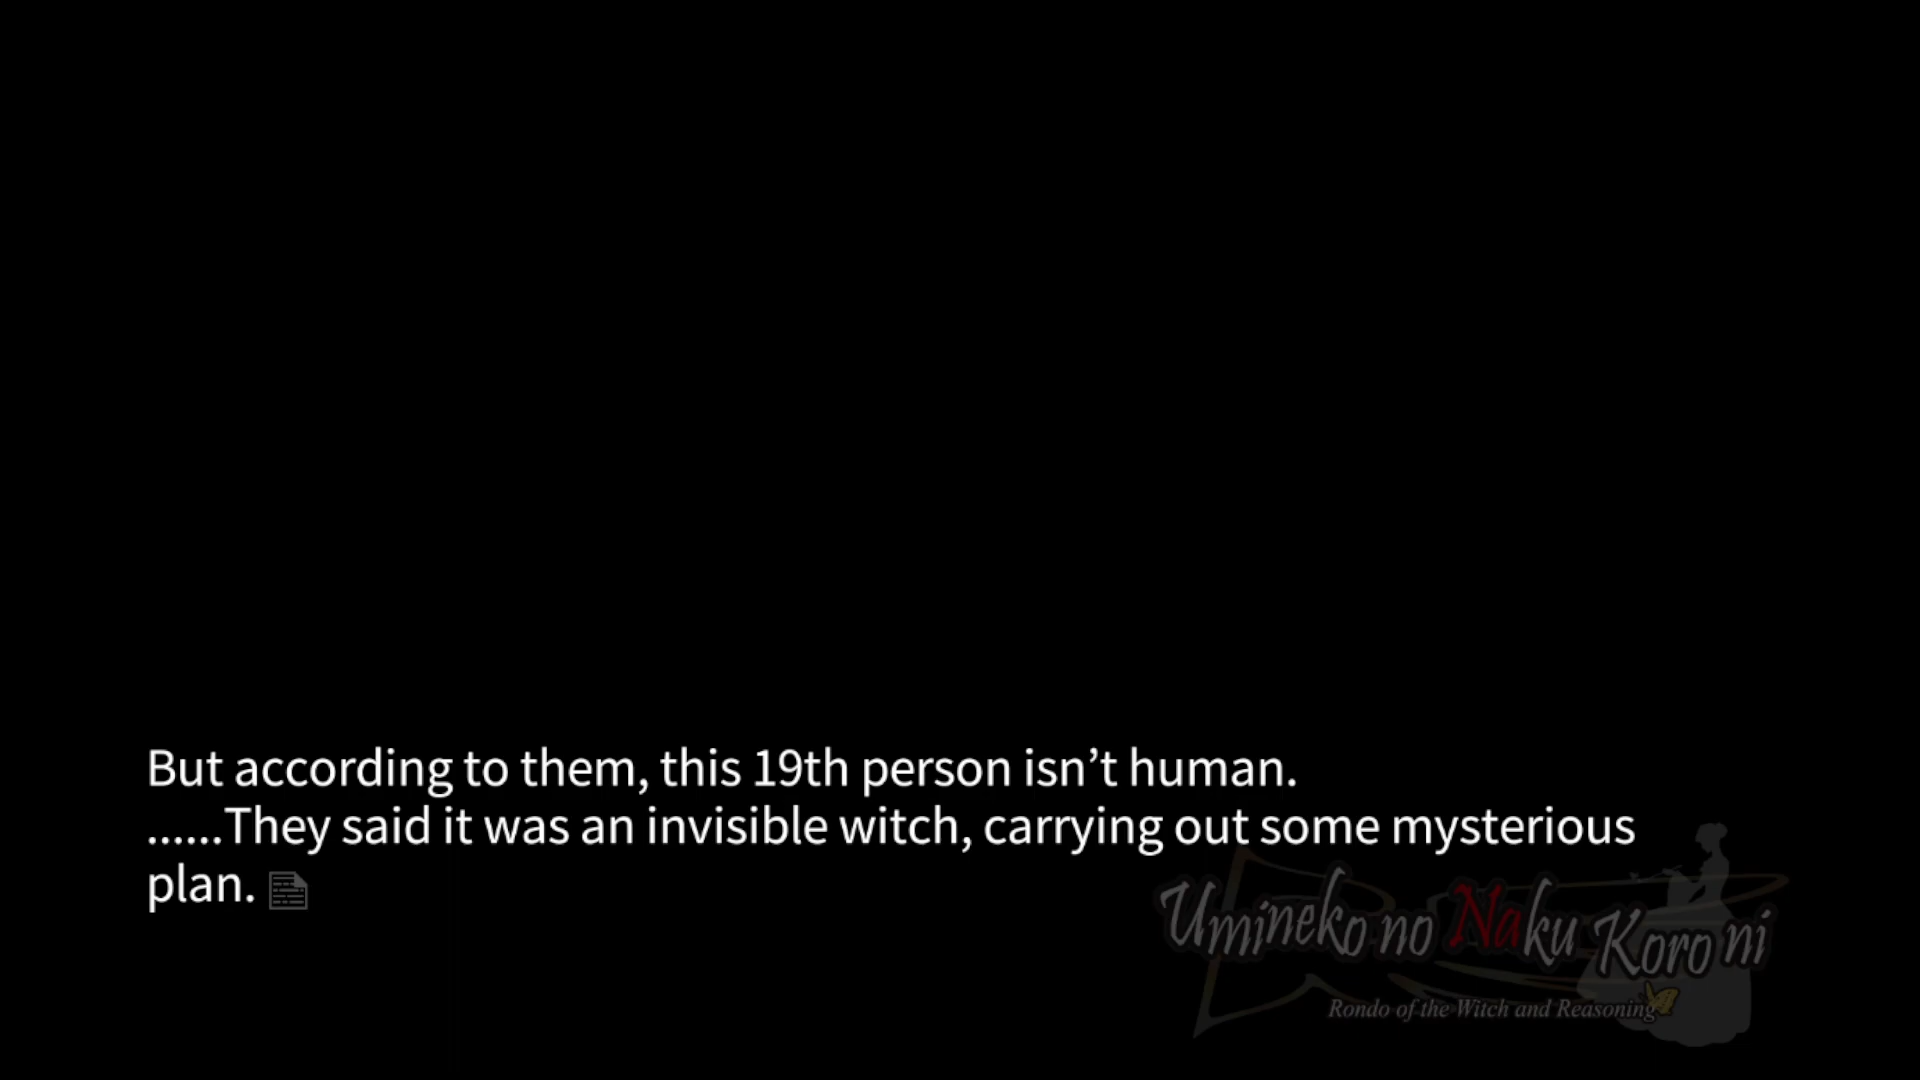 But according to them, this 19th person isn’t human.
......They said it was an invisible witch, carrying out some mysterious
plan.
Umineko no Naku Koro ni
Rondo of the Witch and Reasoning